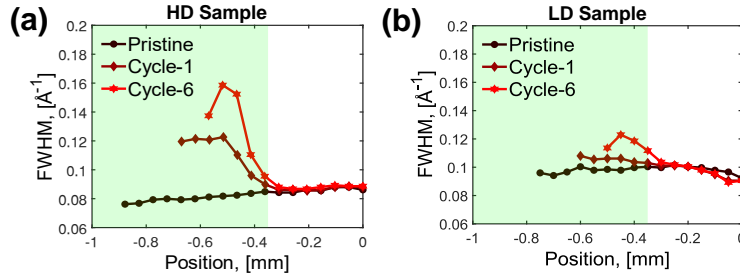 (a)
HD Sample
FWHM, [Å⁻¹]
0.2
0.18
0.16
0.14
0.12
0.1
0.08
0.06
Pristine
Cycle-1
Cycle-6
-1
-0.8
-0.6
-0.4
-0.2
0
Position, [mm]
(b)
LD Sample
FWHM, [Å⁻¹]
0.2
0.18
0.16
0.14
0.12
0.1
0.08
0.06
Pristine
Cycle-1
Cycle-6
-1
-0.8
-0.6
-0.4
-0.2
0
Position, [mm]